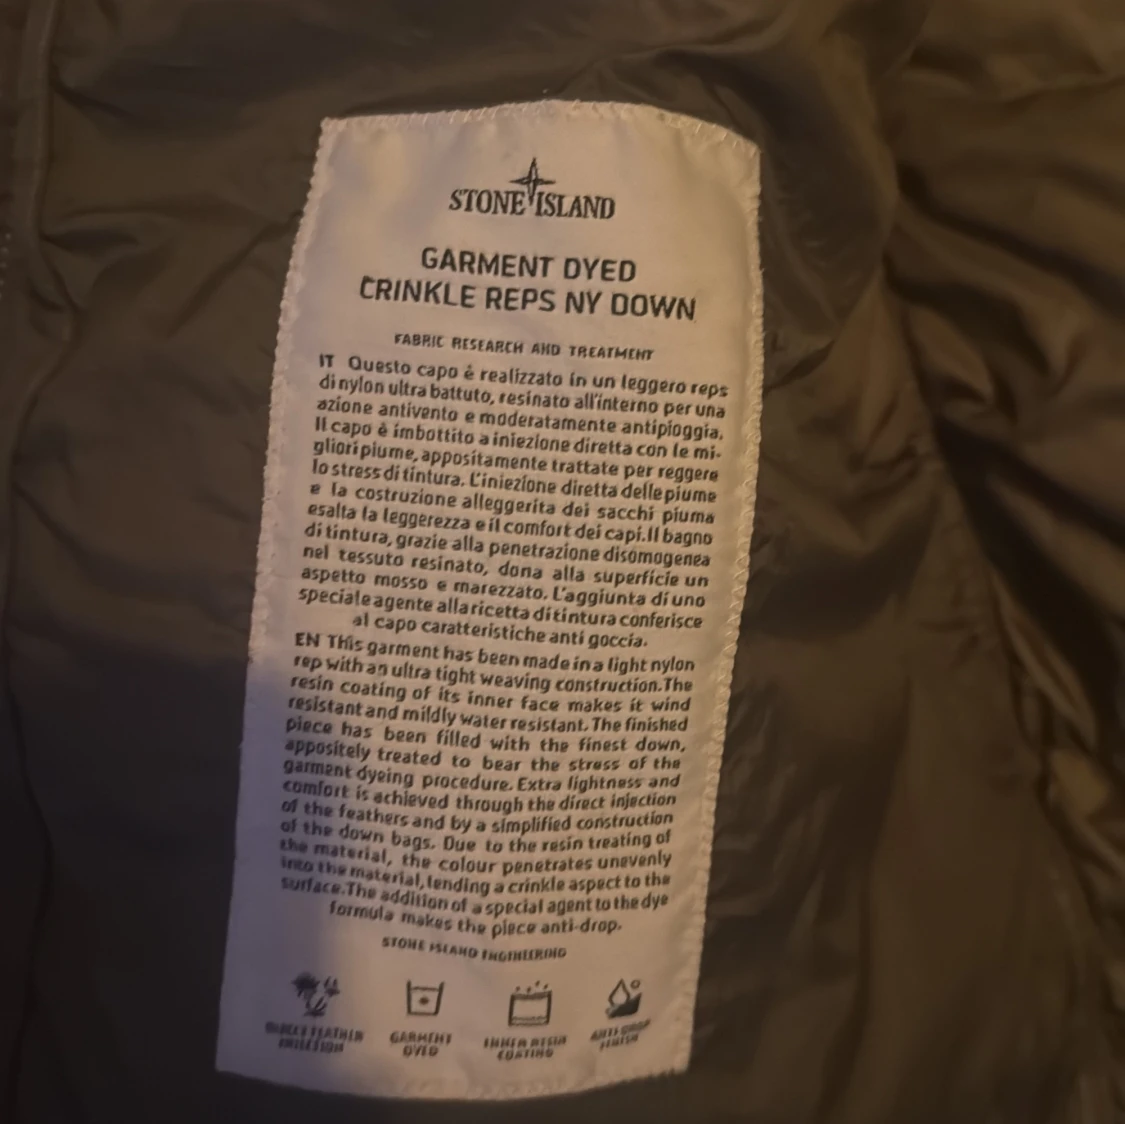 STONE ISLAND
GARMENT DYED
CRINKLE REPS NY DOWN
FABRIC RESEARCH AND TREATMENT
IT Questo capo è realizzato in un leggero reps
di nylon ultra battuto, resinato all'interno per una
azione antivento e moderatamente antipioggia.
Il capo è imbottito a iniezione diretta con le mi-
gliori piume, appositamente trattate per reggere
lo stress di tintura. L'iniezione diretta delle piume
e la costruzione alleggerita dei sacchi piuma
esalta la leggerezza e il comfort dei capi.Il bagno
di tintura, grazie alla penetrazione disomogenea
nel tessuto resinato, dona alla superficie un
aspetto mosso e marezzato. L'aggiunta di uno
speciale agente alla ricetta di tintura conferisce
al capo caratteristiche anti goccia.
EN This garment has been made in a light nylon
rep with an ultra tight weaving construction.The
resin coating of its inner face makes it wind
resistant and mildly water resistant. The finished
piece has been filled with the finest down,
appositely treated to bear the stress of the
garment dyeing procedure. Extra lightness and
comfort is achieved through the direct injection
of the feathers and by a simplified construction
of the down bags. Due to the resin treating of
the material, the colour penetrates unevenly
into the material, lending a crinkle aspect to the
surface.The addition of a special agent to the dye
formula makes the piece anti-drop.
STONE ISLAND ENGINEERING
DIRECT FEATHER
INJECTION
GARMENT
DYED
INNER RESIN
COATING
ANTI-DROP
FINISH